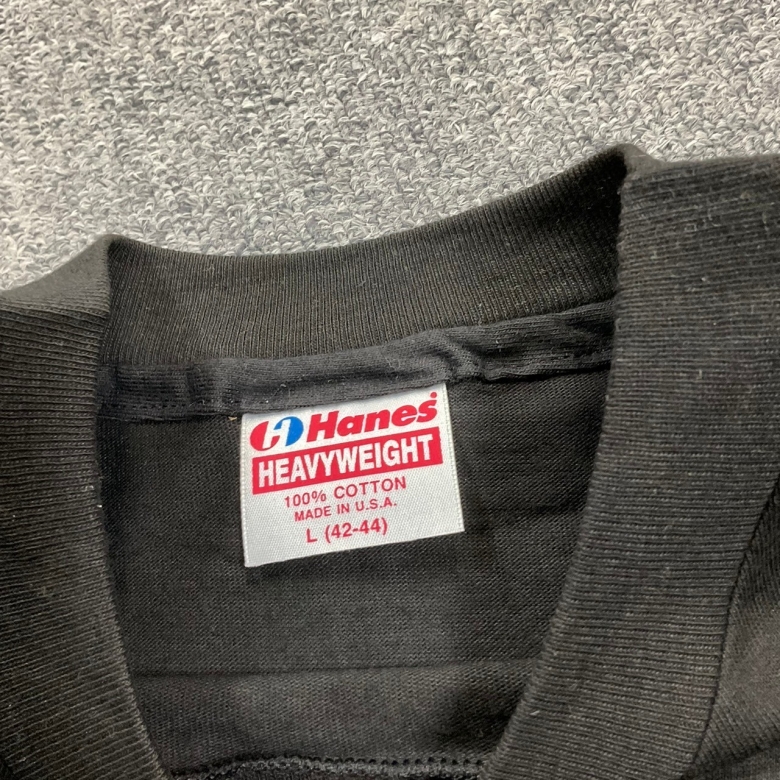 Hanes®
HEAVYWEIGHT
100% COTTON
MADE IN U.S.A.
L (42-44)